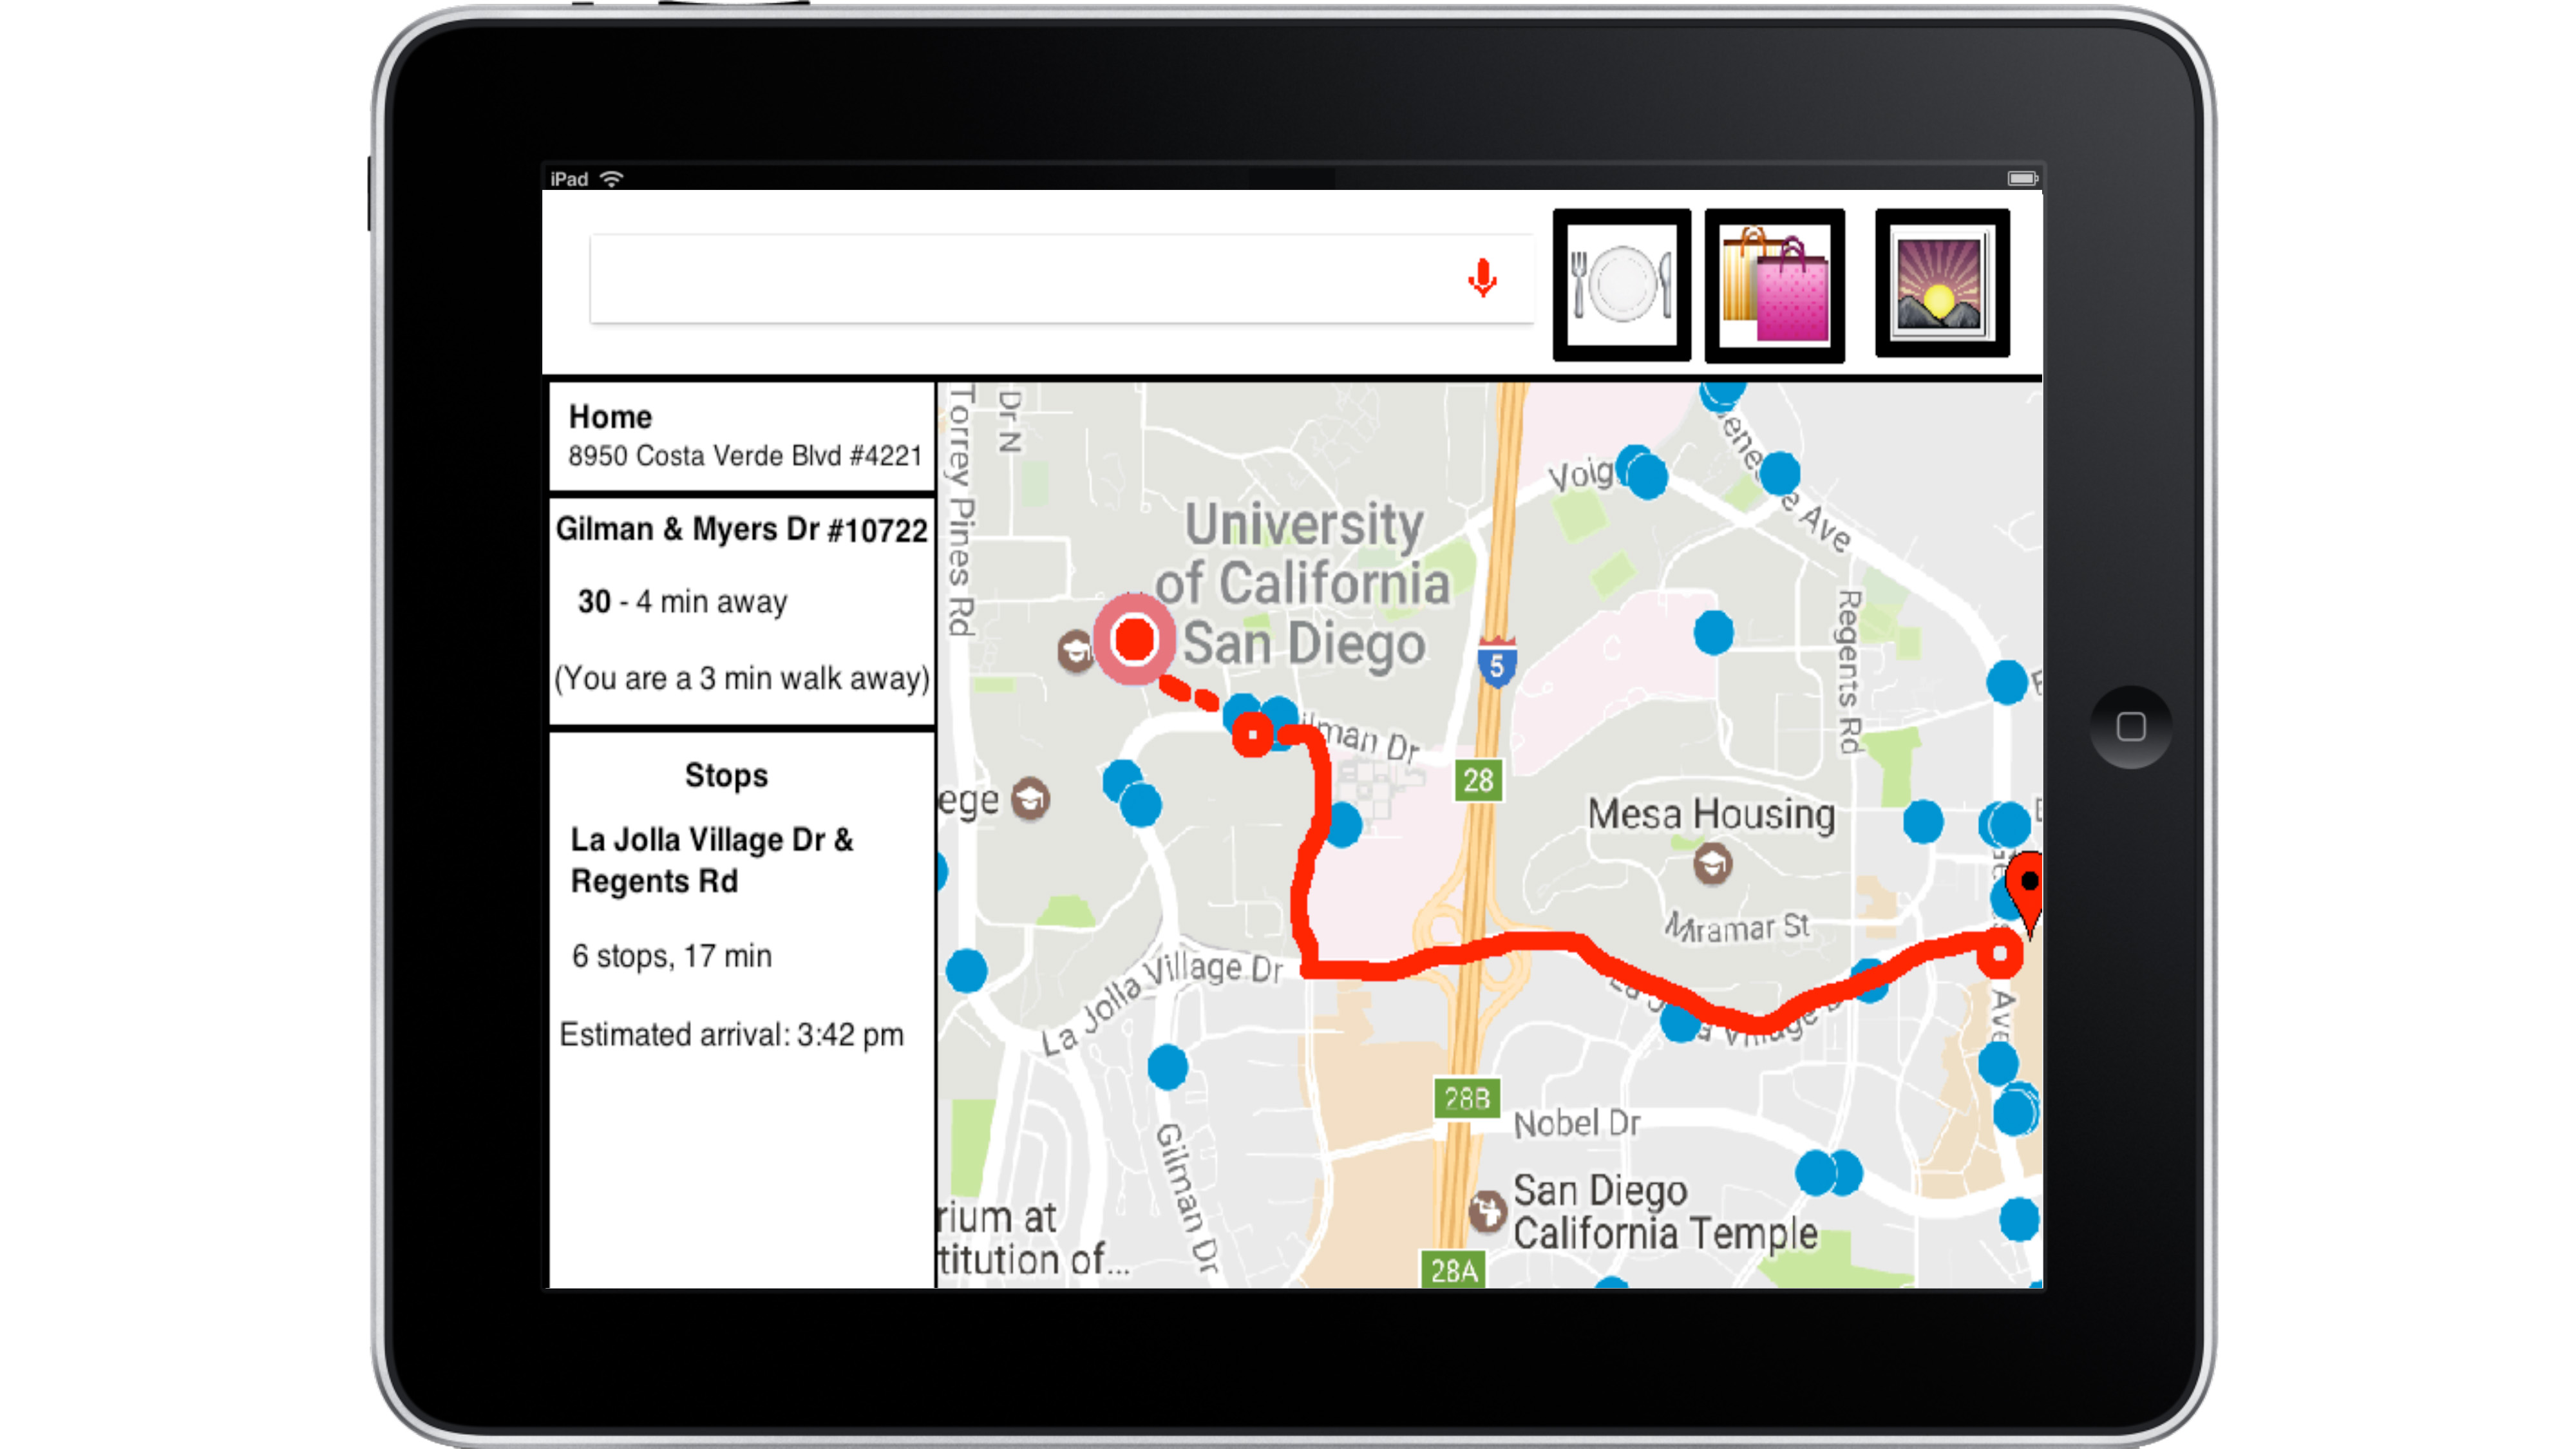 iPad
Home
8950 Costa Verde Blvd #4221
Gilman & Myers Dr #10722
30 - 4 min away
(You are a 3 min walk away)
Stops
La Jolla Village Dr &
Regents Rd
6 stops, 17 min
Estimated arrival: 3:42 pm
Torrey Pines Rd
Dr N
University
of California
San Diego
Voig
ene
e Ave
Regents Rd
5
ilman Dr
28
ege
Mesa Housing
Miramar St
La Jolla Village Dr
Ave
28B
Nobel Dr
Gilman Dr
San Diego
California Temple
rium at
titution of...
28A